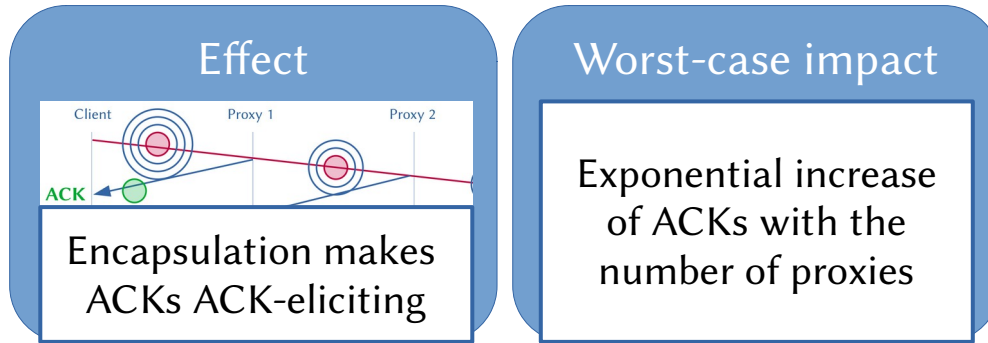 Effect
Client Proxy 1 Proxy 2
ACK
Encapsulation makes
ACKs ACK-eliciting
Worst-case impact
Exponential increase
of ACKs with the
number of proxies